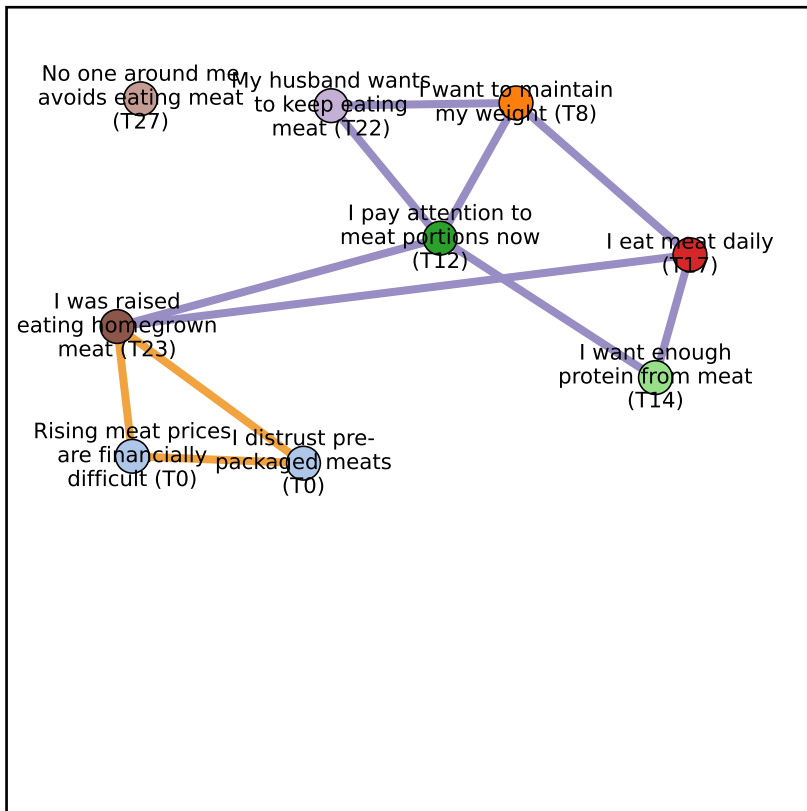 No one around me
avoids eating meat
(T27)
My husband wants
to keep eating
meat (T22)
I want to maintain
my weight (T8)
I pay attention to
meat portions now
(T12)
I eat meat daily
(T17)
I was raised
eating homegrown
meat (T23)
I want enough
protein from meat
(T14)
Rising meat prices
are financially
difficult (T0)
I distrust pre-
packaged meats
(T0)